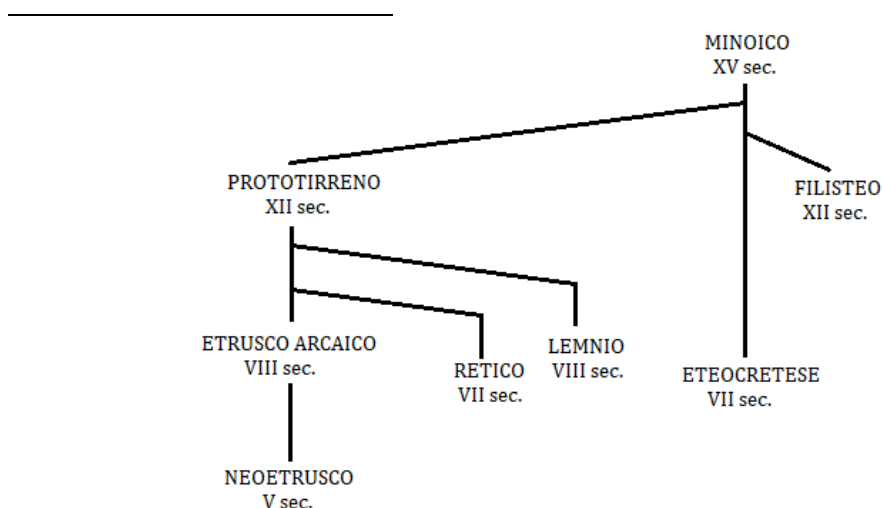 MINOICO
XV sec.
PROTOTIRRENO
XII sec.
FILISTEO
XII sec.
ETRUSCO ARCAICO
VIII sec.
RETICO
VII sec.
LEMNIO
VIII sec.
ETEOCRETESE
VII sec.
NEOETRUSCO
V sec.